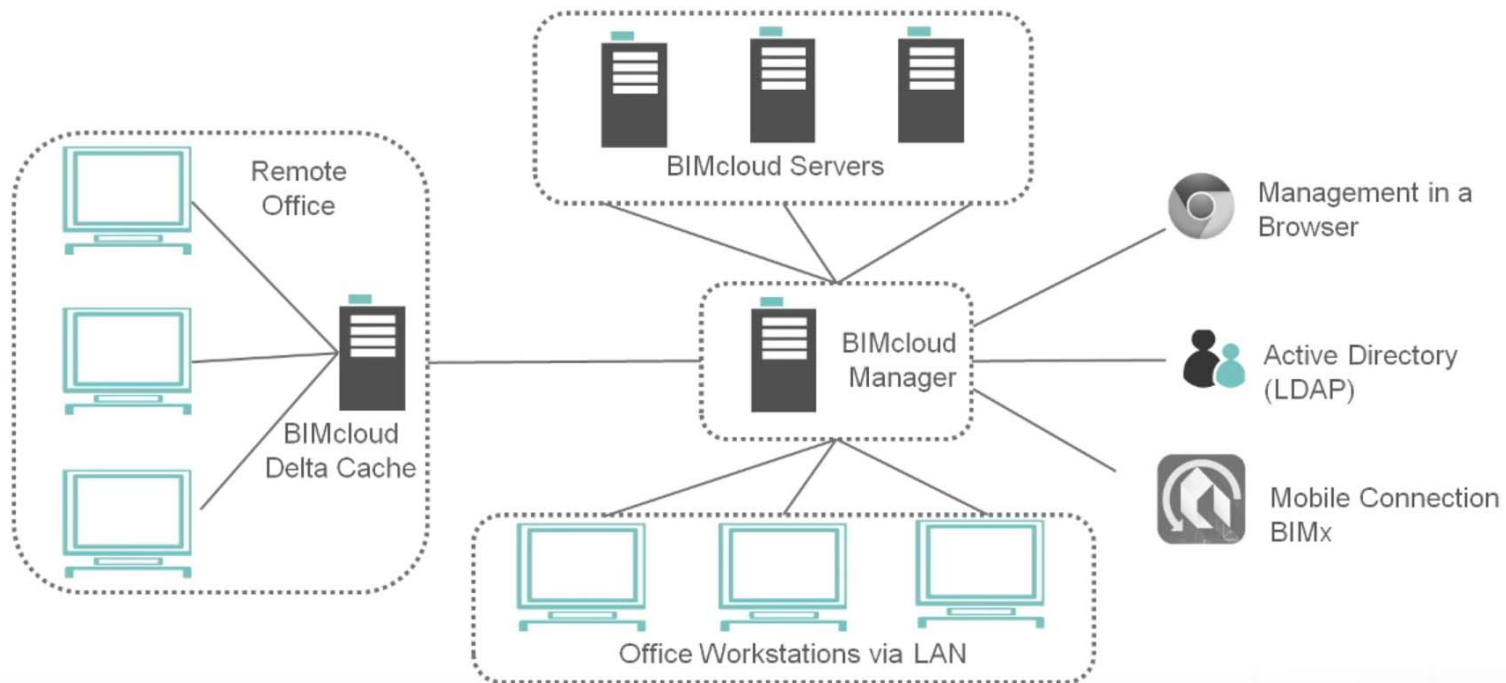 Remote
Office
BIMcloud
Delta Cache
BIMcloud Servers
BIMcloud
Manager
Office Workstations via LAN
Management in a
Browser
Active Directory
(LDAP)
Mobile Connection
BIMx